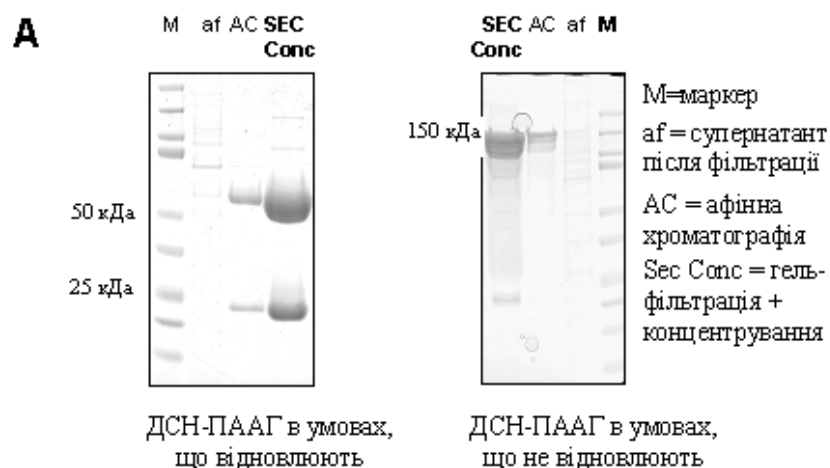 A
M af AC SEC
Conc
50 кДа
25 кДа
ДСН-ПААГ в умовах,
що відновлюють
SEC AC af M
Conc
150 кДа
ДСН-ПААГ в умовах,
що не відновлюють
М=маркер
af = супернатант
після фільтрації
AC = афінна
хроматографія
Sec Conc = гель-
фільтрація +
концентрування